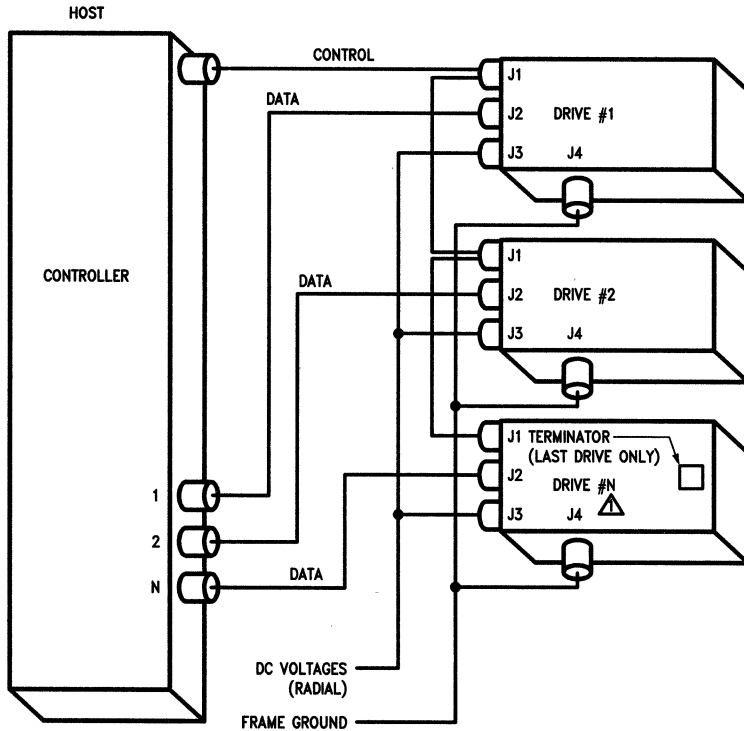 HOST
CONTROL
DATA
J1
J2 DRIVE #1
J3 J4
CONTROLLER
DATA
J1
J2 DRIVE #2
J3 J4
J1 TERMINATOR
(LAST DRIVE ONLY)
J2
DRIVE #N
J3 J4 1
1
2
N
DATA
DC VOLTAGES
(RADIAL)
FRAME GROUND